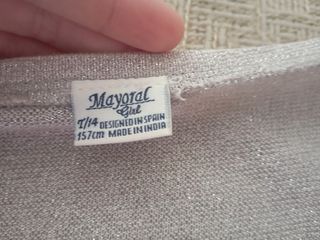 Mayoral
Girl
T/14 DESIGNED IN SPAIN
157cm MADE IN INDIA